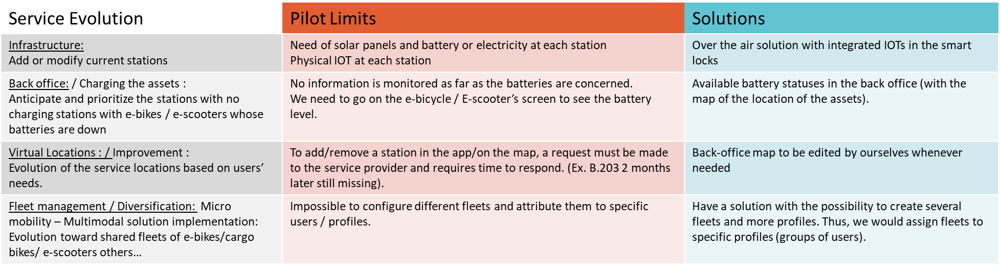 Service Evolution
Pilot Limits
Solutions
Infrastructure:
Add or modify current stations
Need of solar panels and battery or electricity at each station
Physical IOT at each station
Over the air solution with integrated IOTs in the smart
locks
Back office: / Charging the assets :
Anticipate and prioritize the stations with no
charging stations with e-bikes / e-scooters whose
batteries are down
No information is monitored as far as the batteries are concerned.
We need to go on the e-bicycle / E-scooter’s screen to see the battery
level.
Available battery statuses in the back office (with the
map of the location of the assets).
Virtual Locations : / Improvement :
Evolution of the service locations based on users’
needs.
To add/remove a station in the app/on the map, a request must be made
to the service provider and requires time to respond. (Ex. B.203 2 months
later still missing).
Back-office map to be edited by ourselves whenever
needed
Fleet management / Diversification: Micro
mobility – Multimodal solution implementation:
Evolution toward shared fleets of e-bikes/cargo
bikes/ e-scooters others…
Impossible to configure different fleets and attribute them to specific
users / profiles.
Have a solution with the possibility to create several
fleets and more profiles. Thus, we would assign fleets to
specific profiles (groups of users).